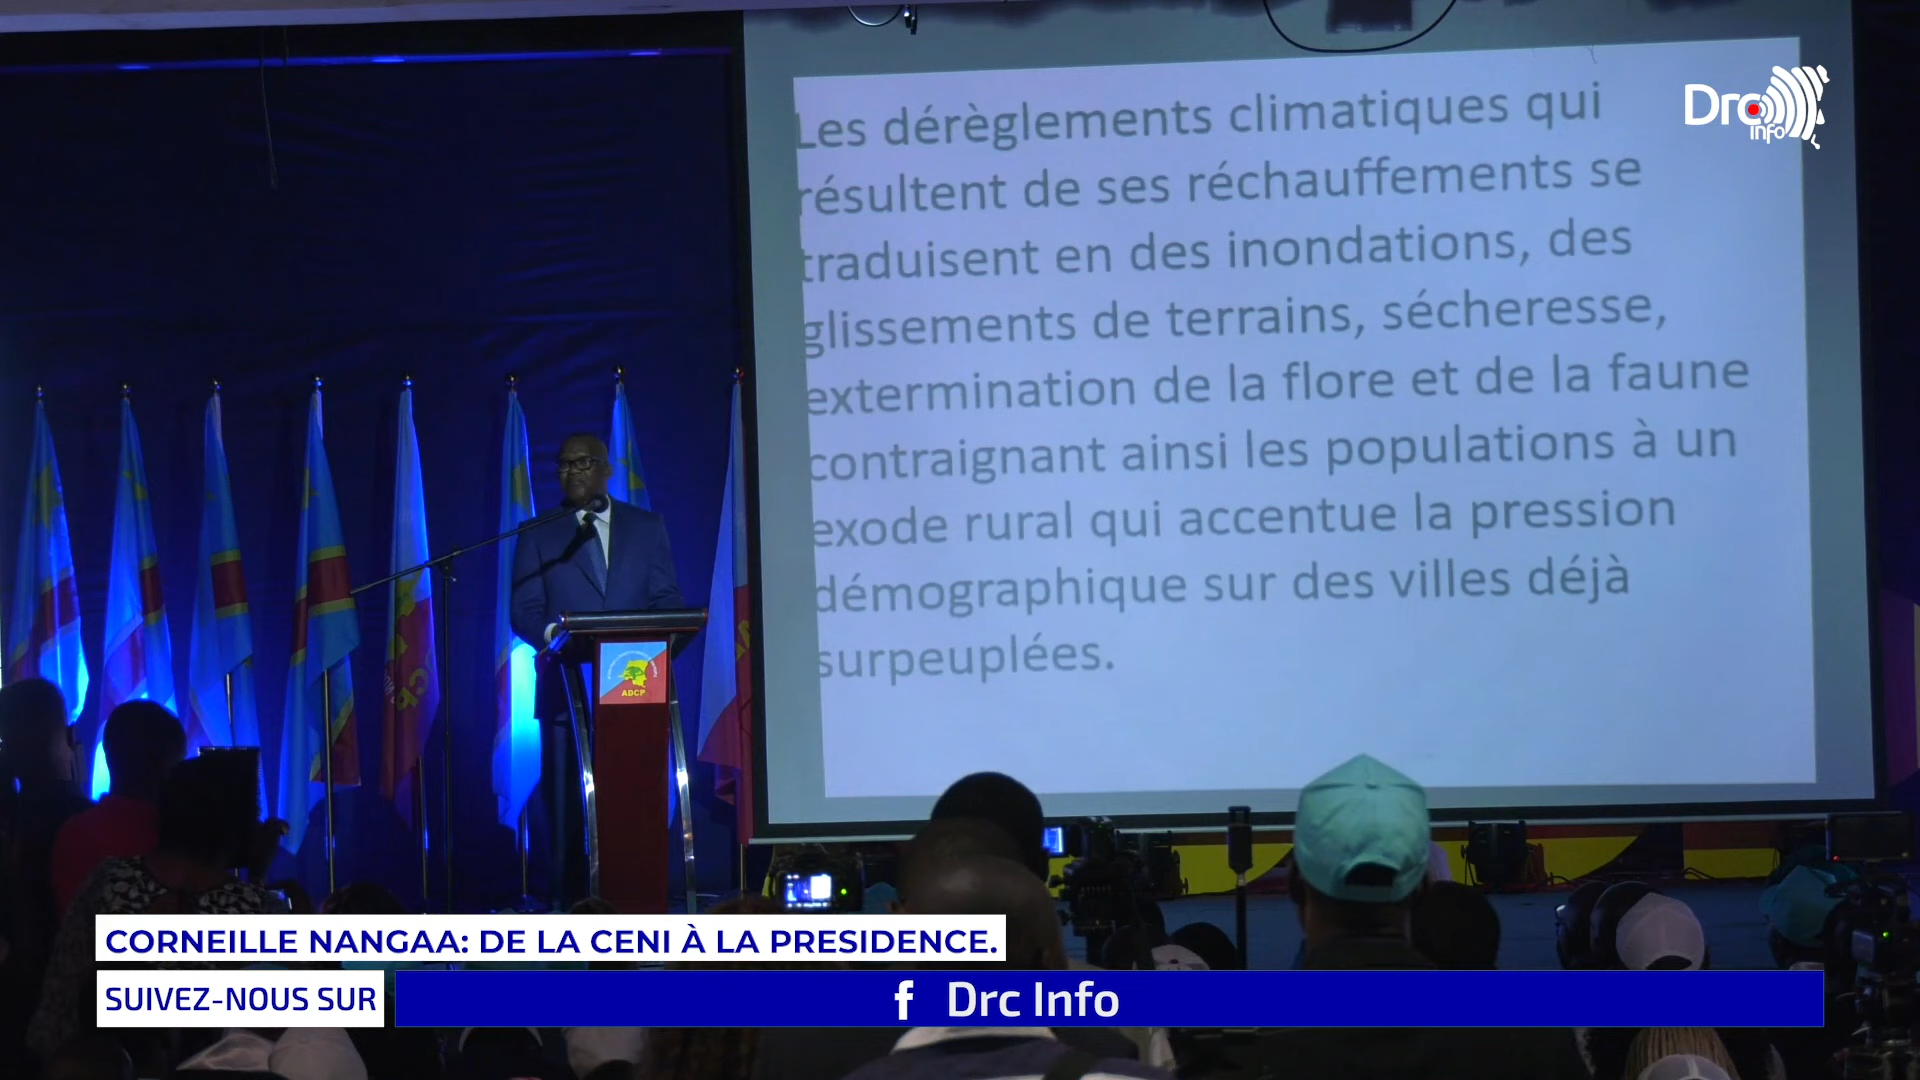 Les dérèglements climatiques qui
résultent de ses réchauffements se
traduisent en des inondations, des
glissements de terrains, sécheresse,
extermination de la flore et de la faune
contraignant ainsi les populations à un
exode rural qui accentue la pression
démographique sur des villes déjà
surpeuplées.
Drc
info
ADCP
CORNEILLE NANGAA: DE LA CENI À LA PRESIDENCE.
SUIVEZ-NOUS SUR
f Drc Info